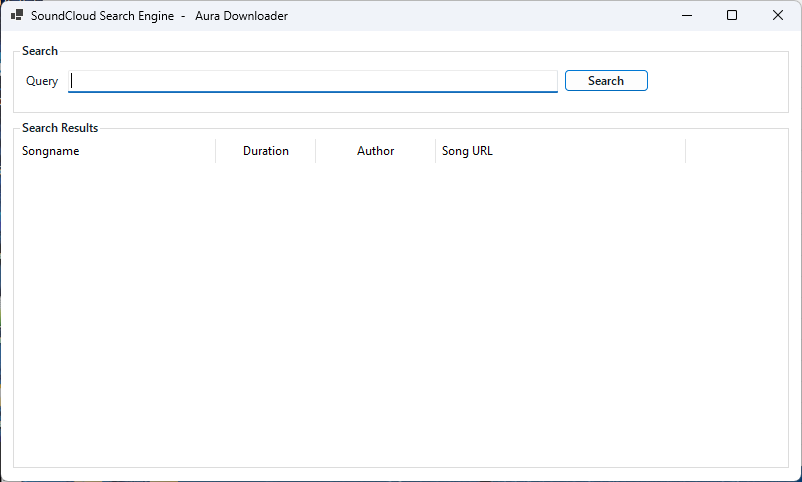 SoundCloud Search Engine  -   Aura Downloader
Search
Query Search
Search Results
Songname Duration Author Song URL